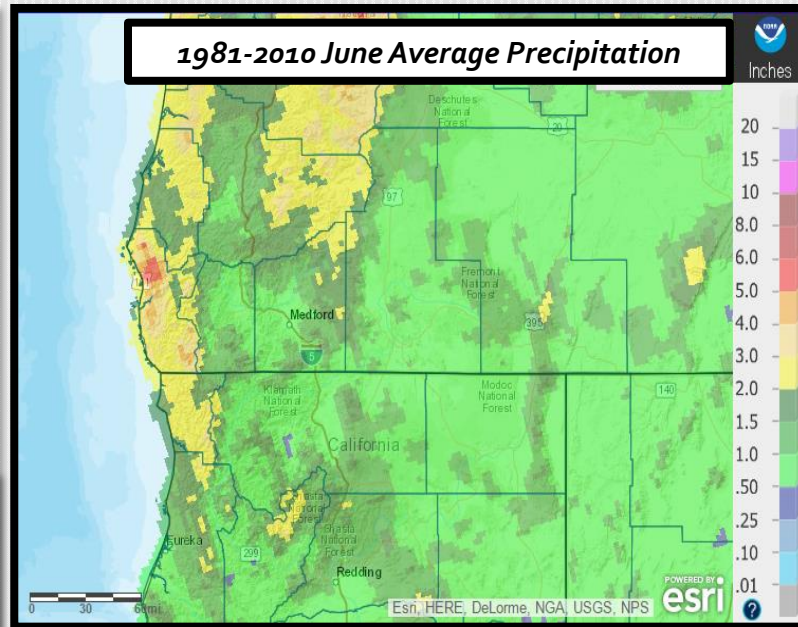 1981-2010 June Average Precipitation
Inches
20
15
10
8.0
6.0
5.0
4.0
3.0
2.0
1.5
1.0
.50
.25
.10
.01
?
Deschutes
National
Forest
20
97
Fremont
National
Forest
395
Medford
5
Klamath
National
Forest
Modoc
National
Forest
140
California
National
Forest
Shasta
National
Forest
Eureka
299
Redding
0 30 60mi
Esri, HERE, DeLorme, NGA, USGS, NPS
POWERED BY
esri